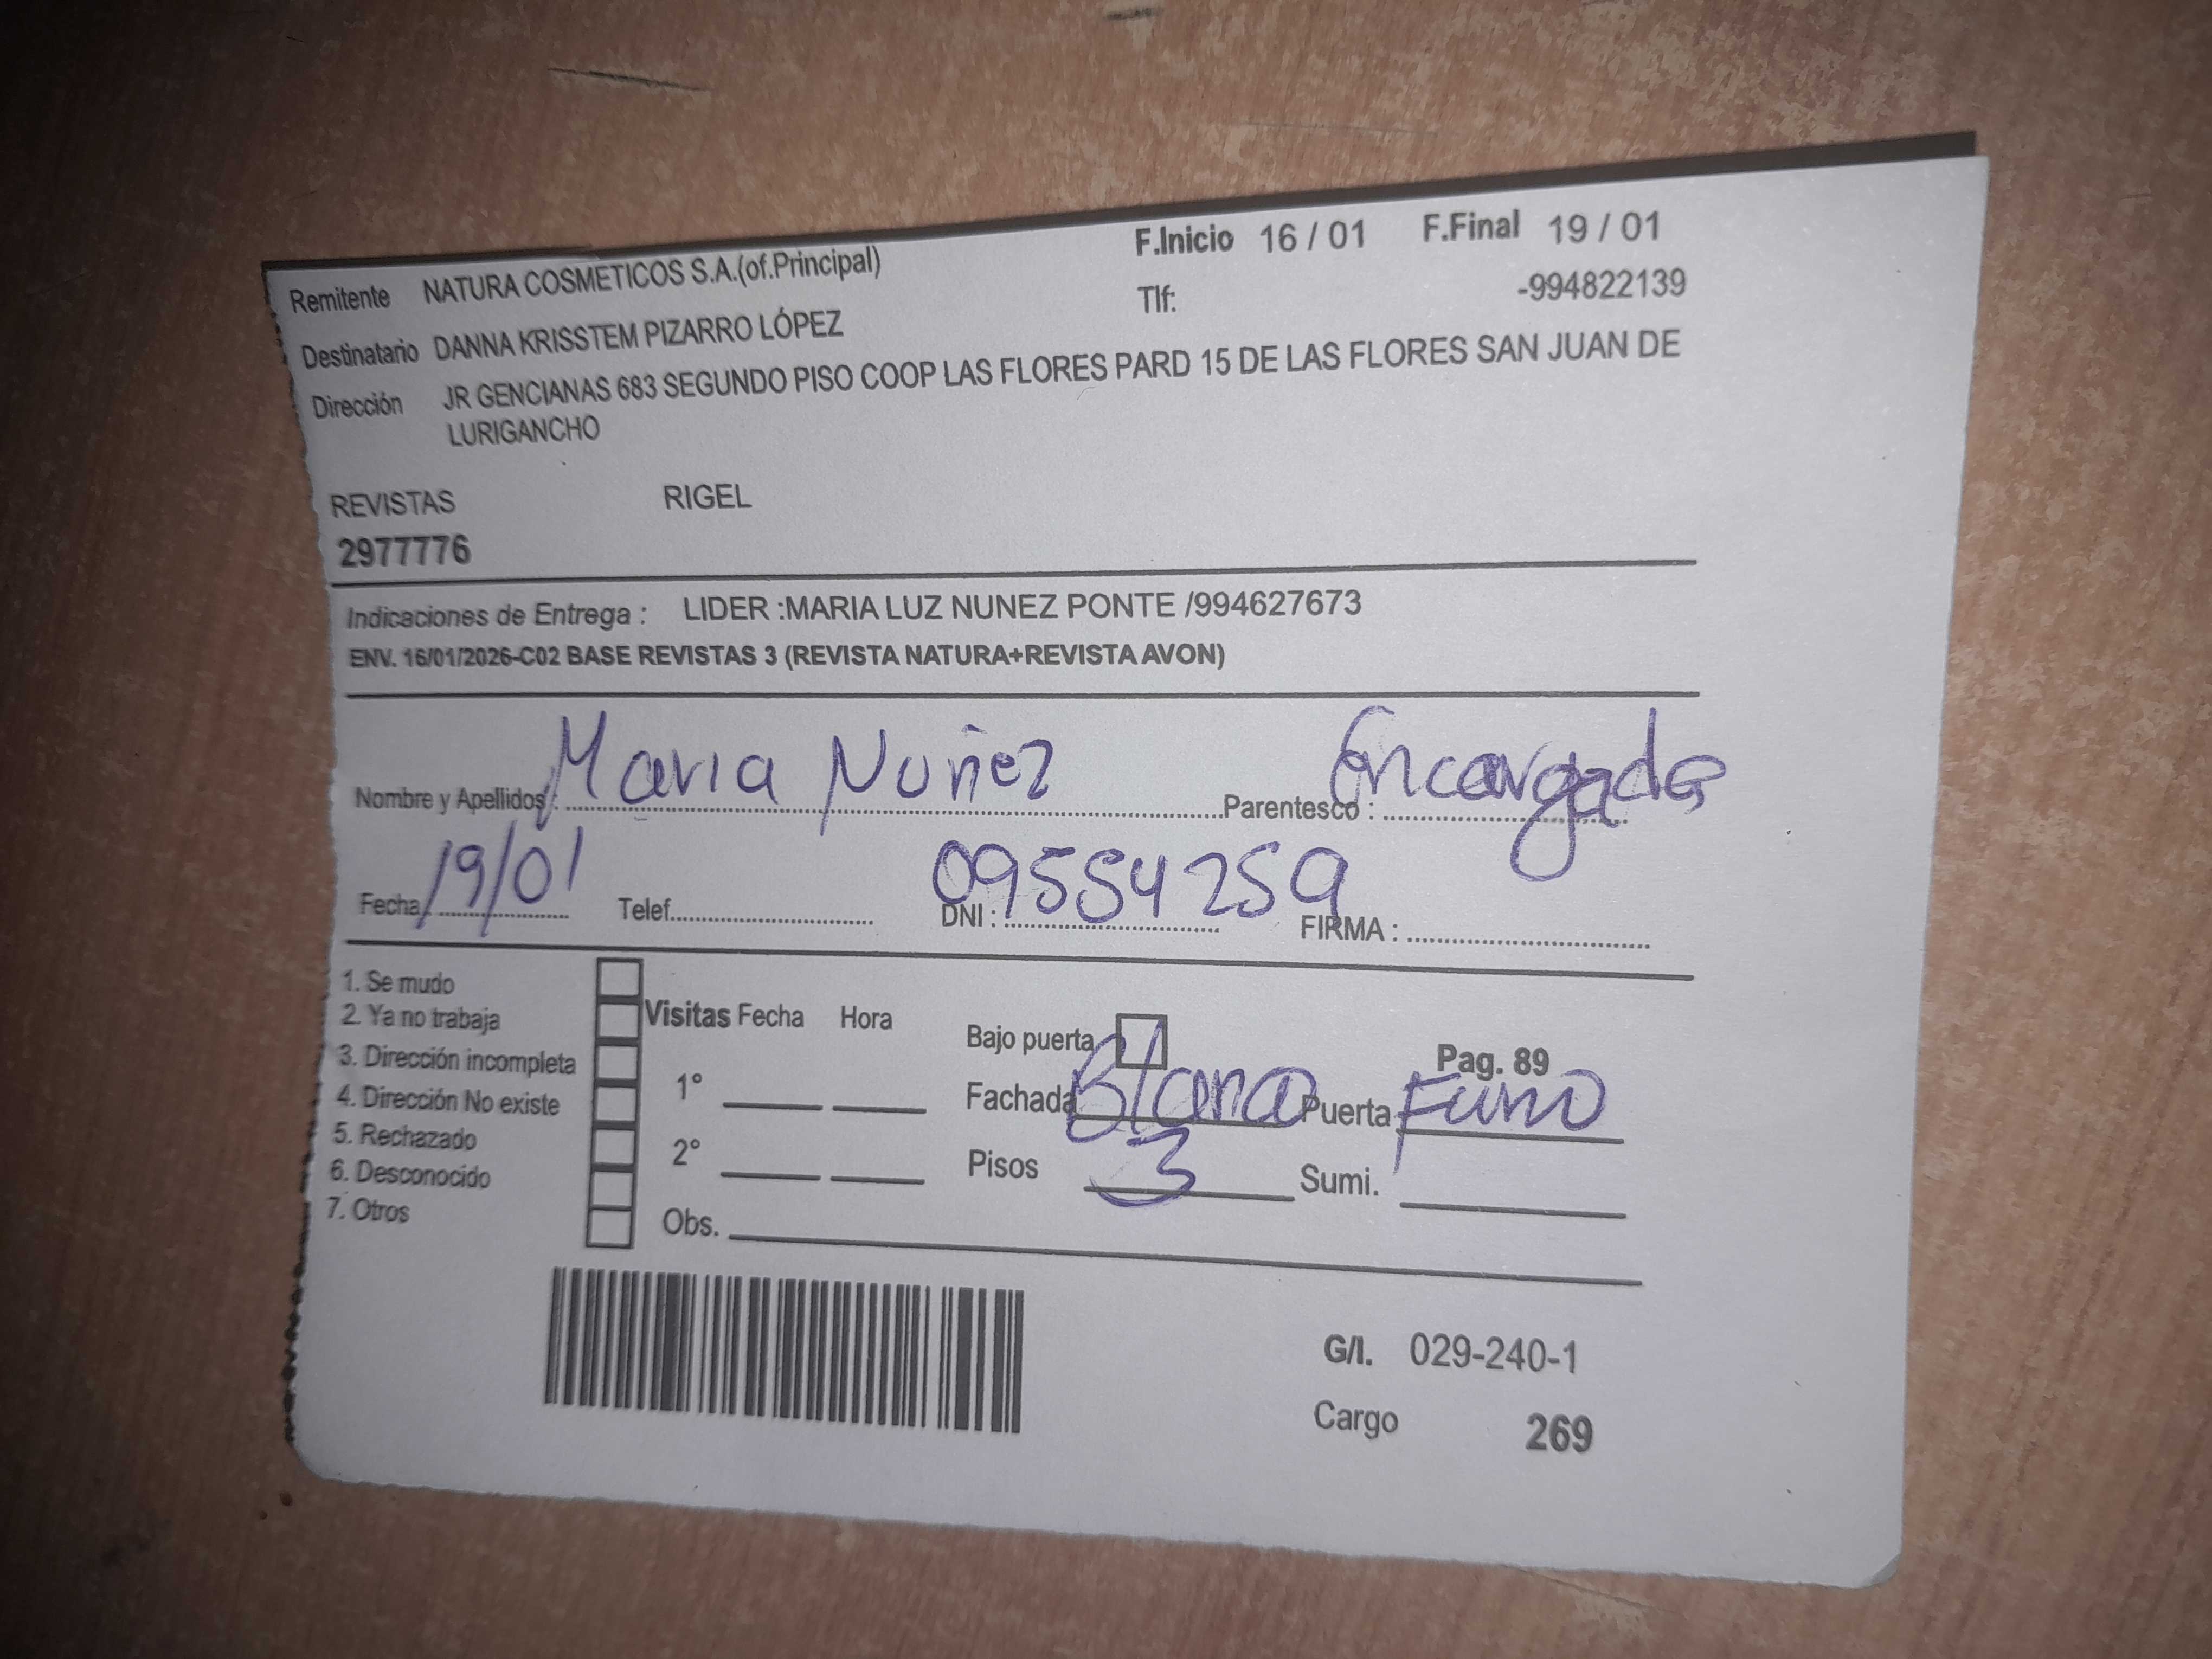 F.Inicio 16 / 01 F.Final 19 / 01
Remitente NATURA COSMETICOS S.A.(of.Principal)
Tlf: -994822139
Destinatario DANNA KRISSTEM PIZARRO LÓPEZ
Dirección JR GENCIANAS 683 SEGUNDO PISO COOP LAS FLORES PARD 15 DE LAS FLORES SAN JUAN DE
LURIGANCHO
REVISTAS RIGEL
2977776
Indicaciones de Entrega : LIDER :MARIA LUZ NUNEZ PONTE /994627673
ENV. 16/01/2026-C02 BASE REVISTAS 3 (REVISTA NATURA+REVISTA AVON)
Nombre y Apellidos : Maria Nuñez Parentesco : Encargada
Fecha 19/01 Telef. DNI : 09554259 FIRMA :
1. Se mudo
2. Ya no trabaja
3. Dirección incompleta
4. Dirección No existe
5. Rechazado
6. Desconocido
7. Otros
Visitas Fecha Hora
1°
2°
Obs.
Bajo puerta
Pag. 89
Fachada Puerta
Pisos 3 Sumi.
G/I. 029-240-1
Cargo 269